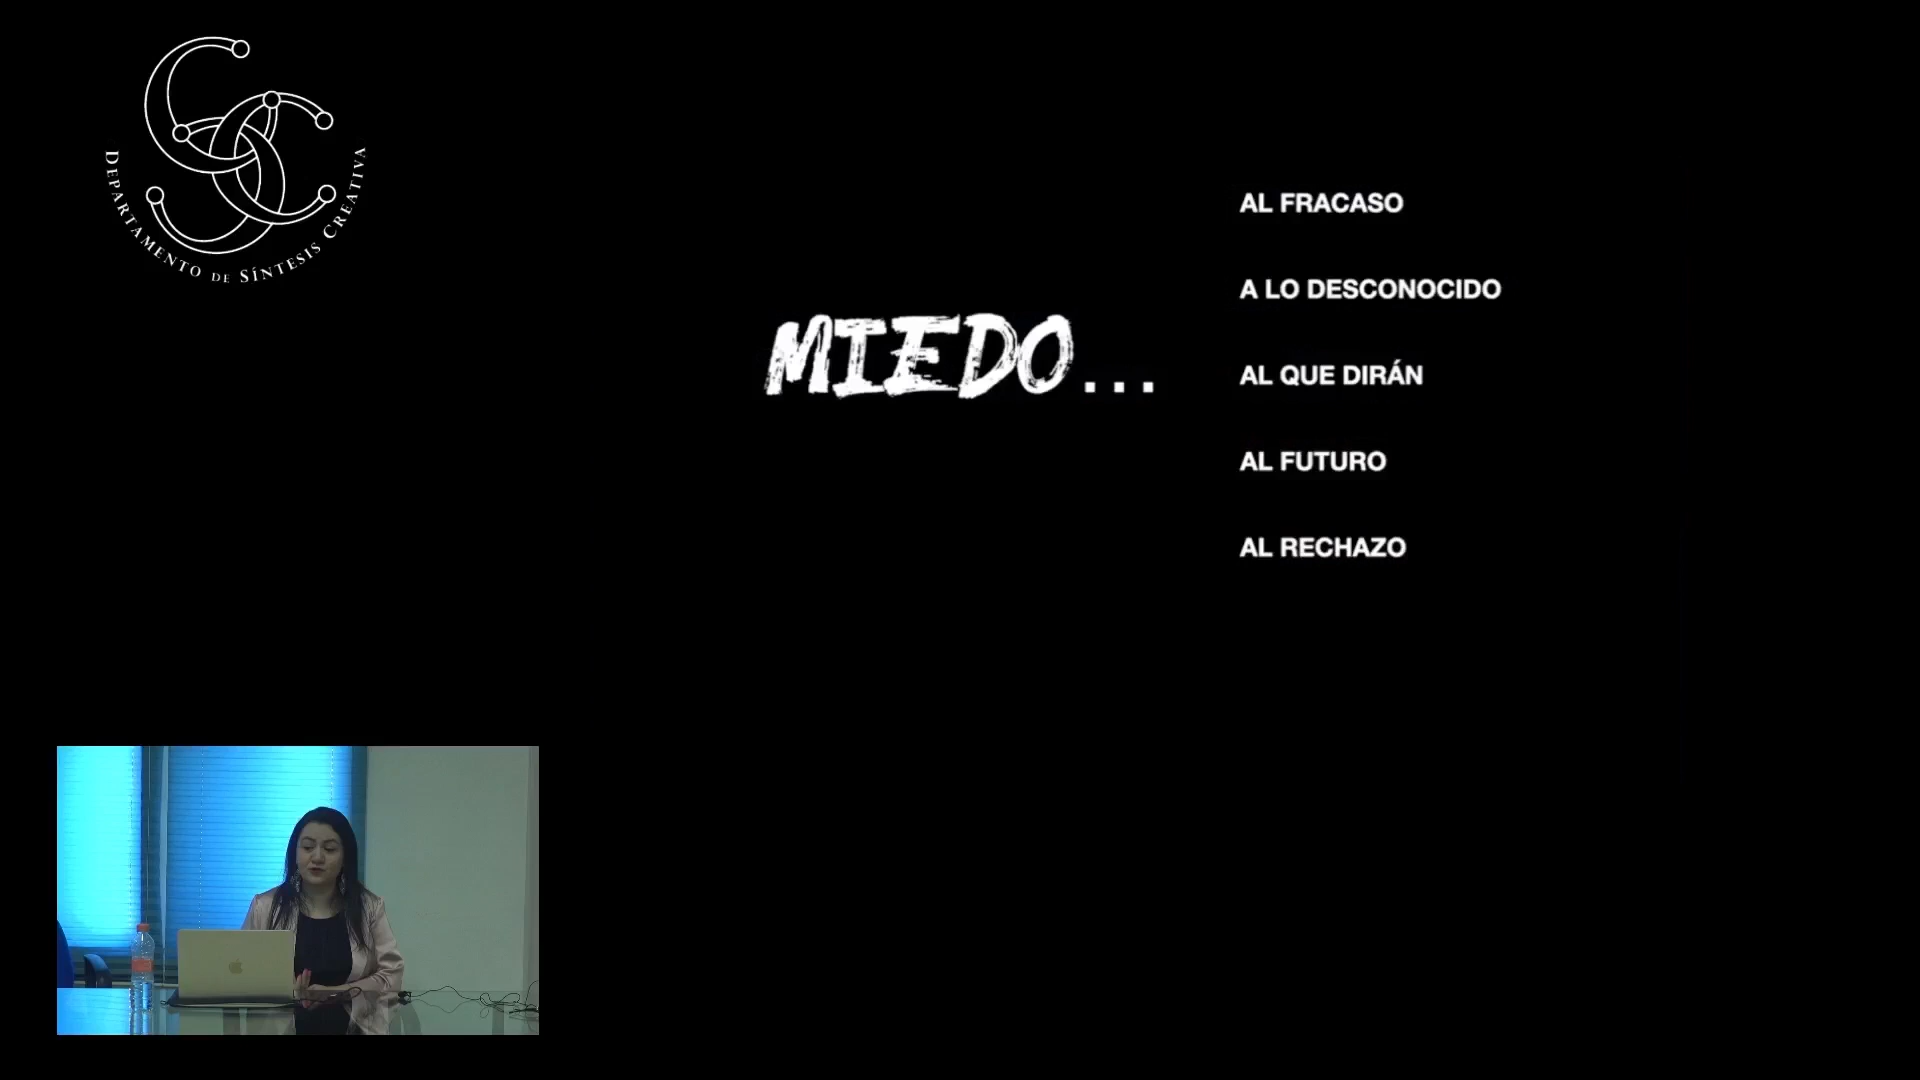 DEPARTAMENTO DE SÍNTESIS CREATIVA
MIEDO...
AL FRACASO
A LO DESCONOCIDO
AL QUE DIRÁN
AL FUTURO
AL RECHAZO